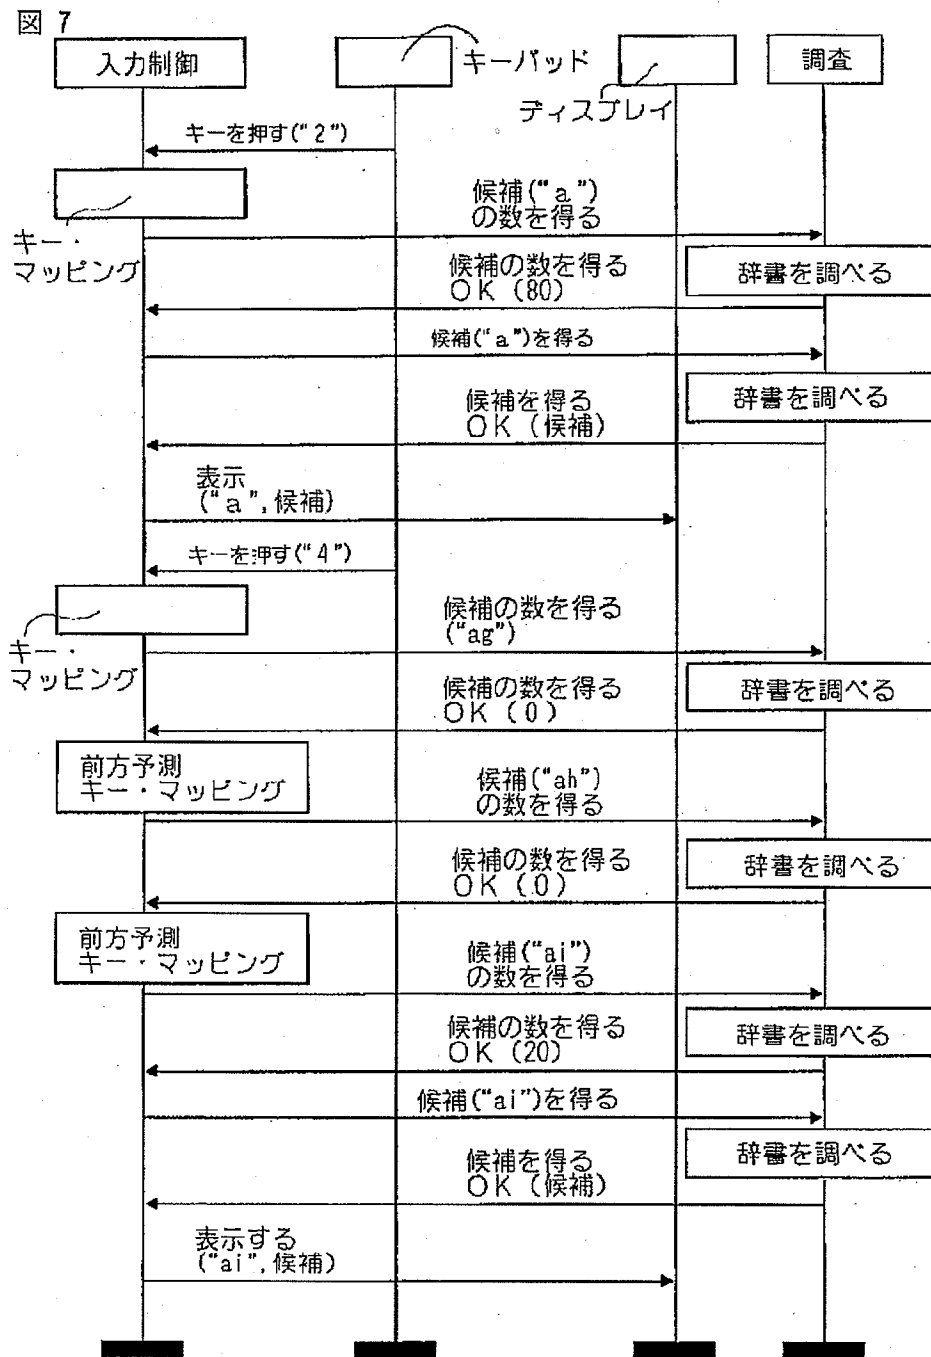 図 7
入力制御
キーパッド
ディスプレイ
調査
キーを押す("2")
キー・
マッピング
候補("a")
の数を得る
辞書を調べる
候補の数を得る
OK (80)
候補("a")を得る
辞書を調べる
候補を得る
OK (候補)
表示
("a", 候補)
キーを押す("4")
キー・
マッピング
候補の数を得る
("ag")
辞書を調べる
候補の数を得る
OK (0)
前方予測
キー・マッピング
候補("ah")
の数を得る
辞書を調べる
候補の数を得る
OK (0)
前方予測
キー・マッピング
候補("ai")
の数を得る
辞書を調べる
候補の数を得る
OK (20)
候補("ai")を得る
辞書を調べる
候補を得る
OK (候補)
表示する
("ai", 候補)